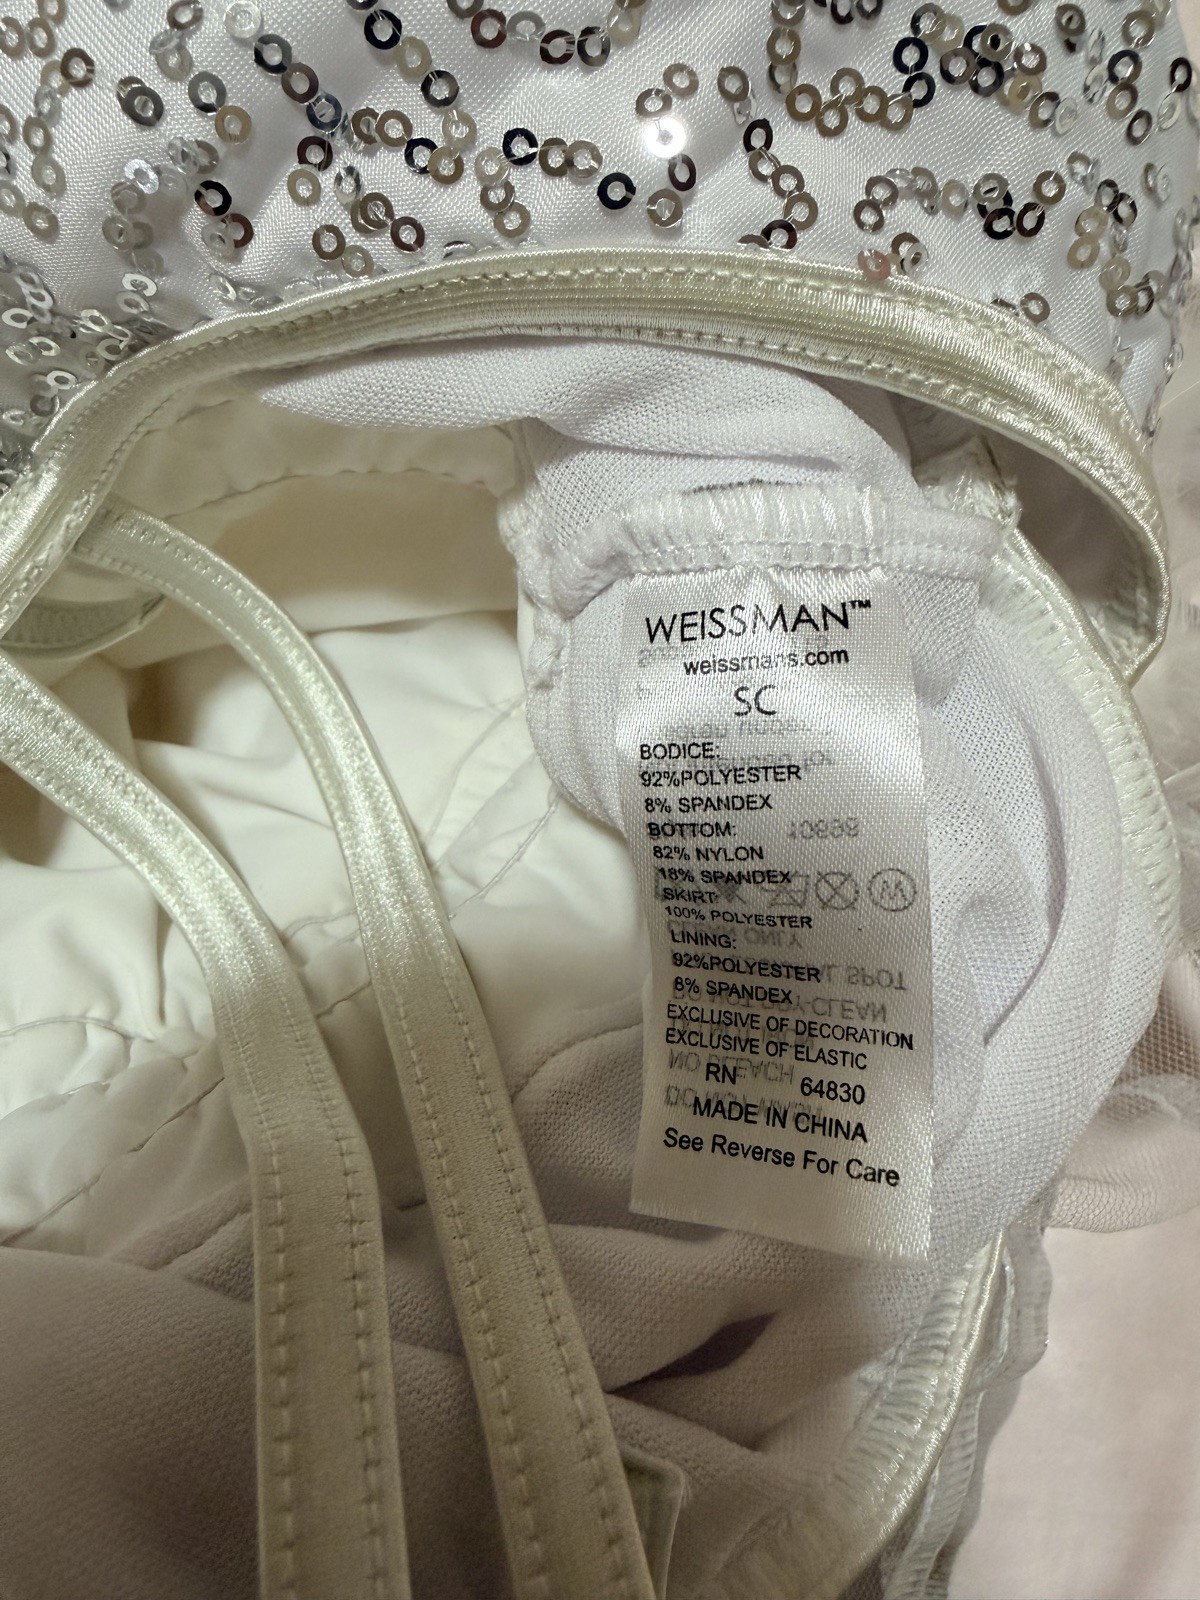 WEISSMAN™
weissmans.com
SC
BODICE:
92%POLYESTER
8% SPANDEX
BOTTOM:
82% NYLON
18% SPANDEX
SKIRT:
100% POLYESTER
LINING:
92%POLYESTER
8% SPANDEX
EXCLUSIVE OF DECORATION
EXCLUSIVE OF ELASTIC
RN 64830
MADE IN CHINA
See Reverse For Care